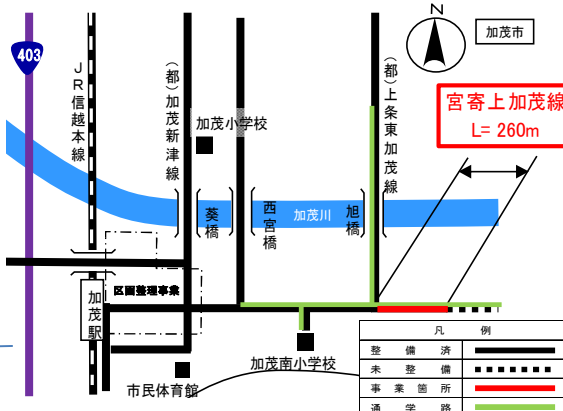 403
JR信越本線
(都)加茂新津線
加茂小学校
(都)上条東加茂線
N
加茂市
宮寄上加茂線
L= 260m
葵橋
西宮橋
加茂川
旭橋
区画整理事業
加茂駅
市民体育館
加茂南小学校
凡 例
整 備 済
未 整 備
事 業 箇 所
通 学 路